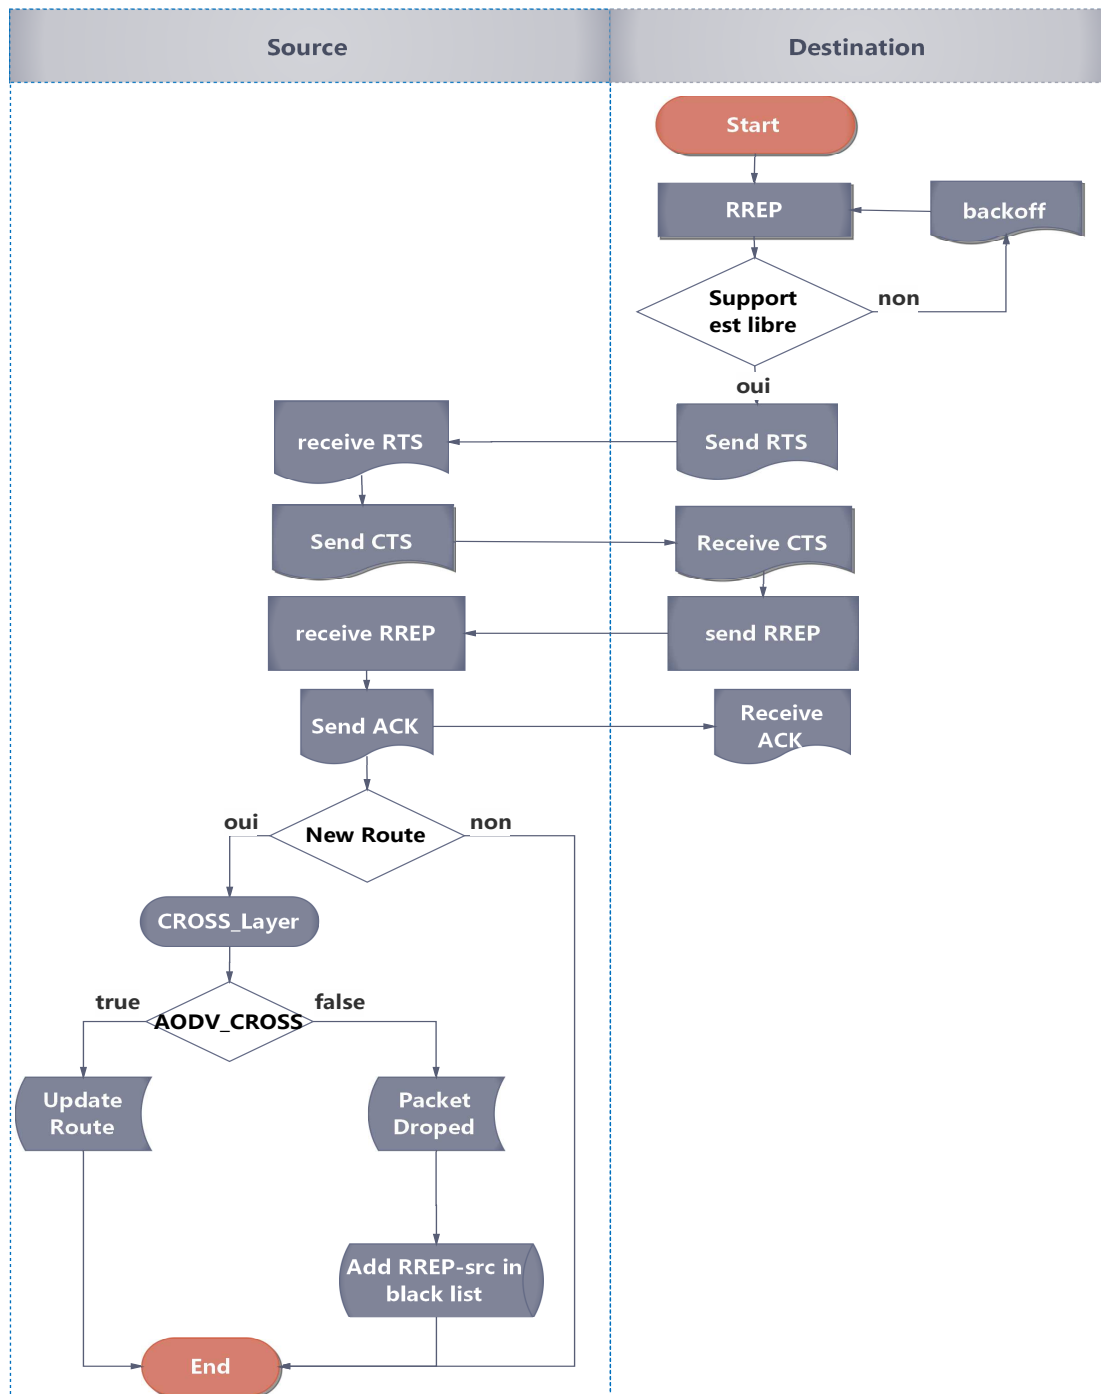 Source
Destination
Start
RREP
backoff
Support
est libre
non
oui
receive RTS
Send RTS
Send CTS
Receive CTS
receive RREP
send RREP
Send ACK
Receive
ACK
oui
New Route
non
CROSS_Layer
true
AODV_CROSS
false
Update
Route
Packet
Droped
Add RREP-src in
black list
End